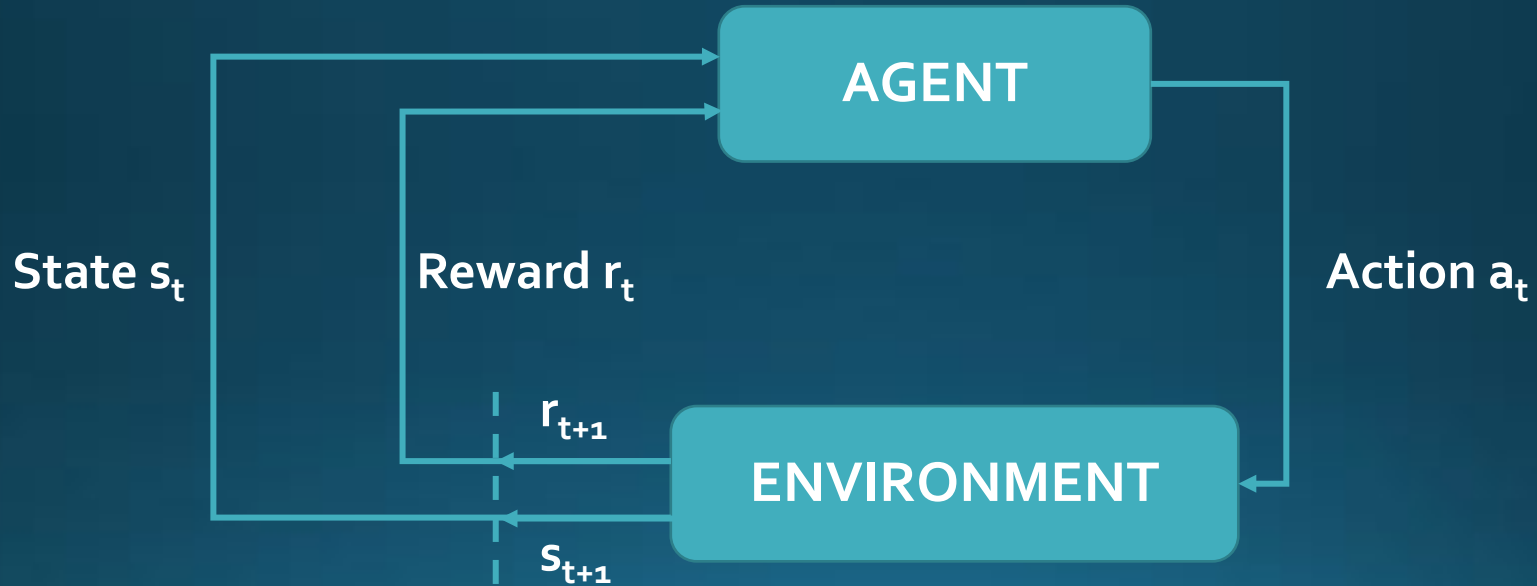 AGENT
State sₜ
Reward rₜ
Action aₜ
rₜ₊₁
ENVIRONMENT
sₜ₊₁